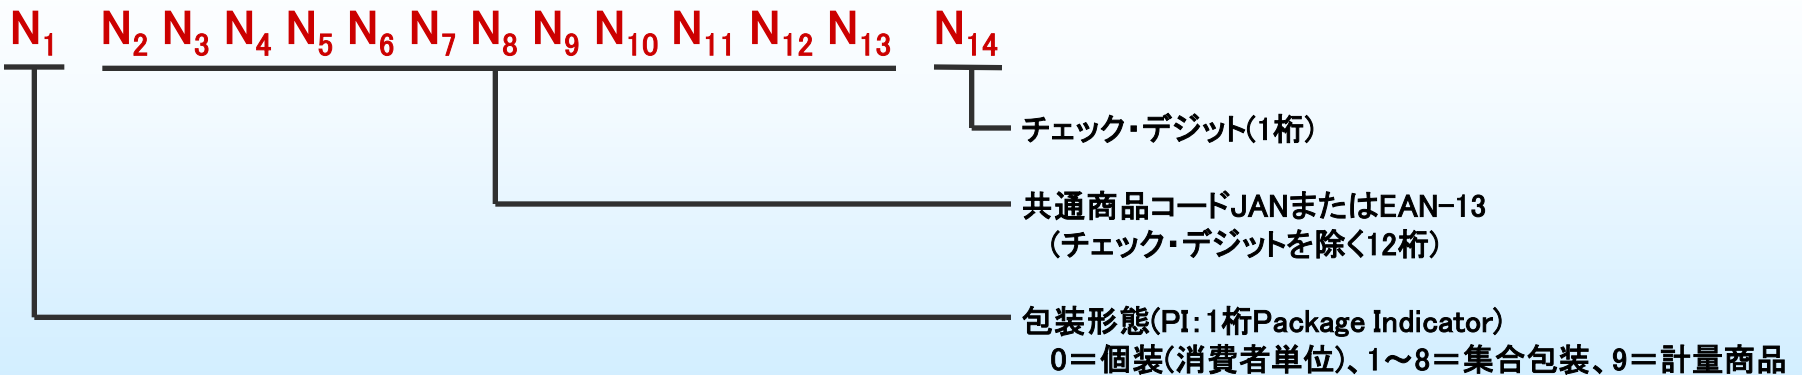 N1 N2 N3 N4 N5 N6 N7 N8 N9 N10 N11 N12 N13 N14
チェック・デジット(1桁)
共通商品コードJANまたはEAN-13
(チェック・デジットを除く12桁)
包装形態(PI:1桁Package Indicator)
0=個装(消費者単位)、1~8=集合包装、9=計量商品